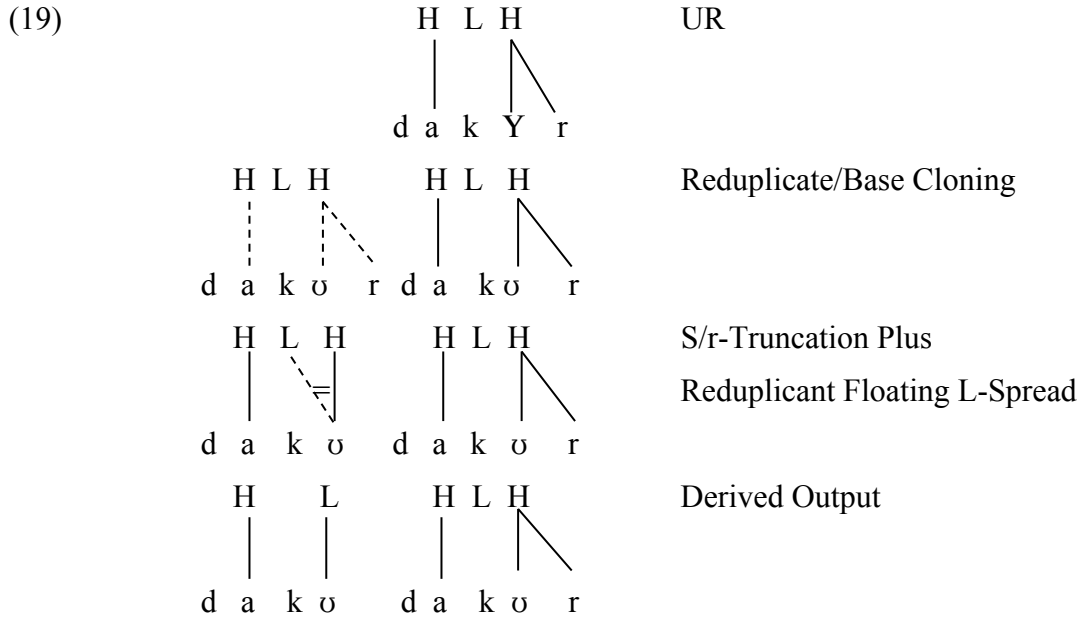 (19) H L H UR
d a k Y r
H L H H L H Reduplicate/Base Cloning
d a k ʊ r d a k ʊ r
H L H H L H S/r-Truncation Plus
Reduplicant Floating L-Spread
d a k ʊ d a k ʊ r
H L H L H Derived Output
d a k ʊ d a k ʊ r